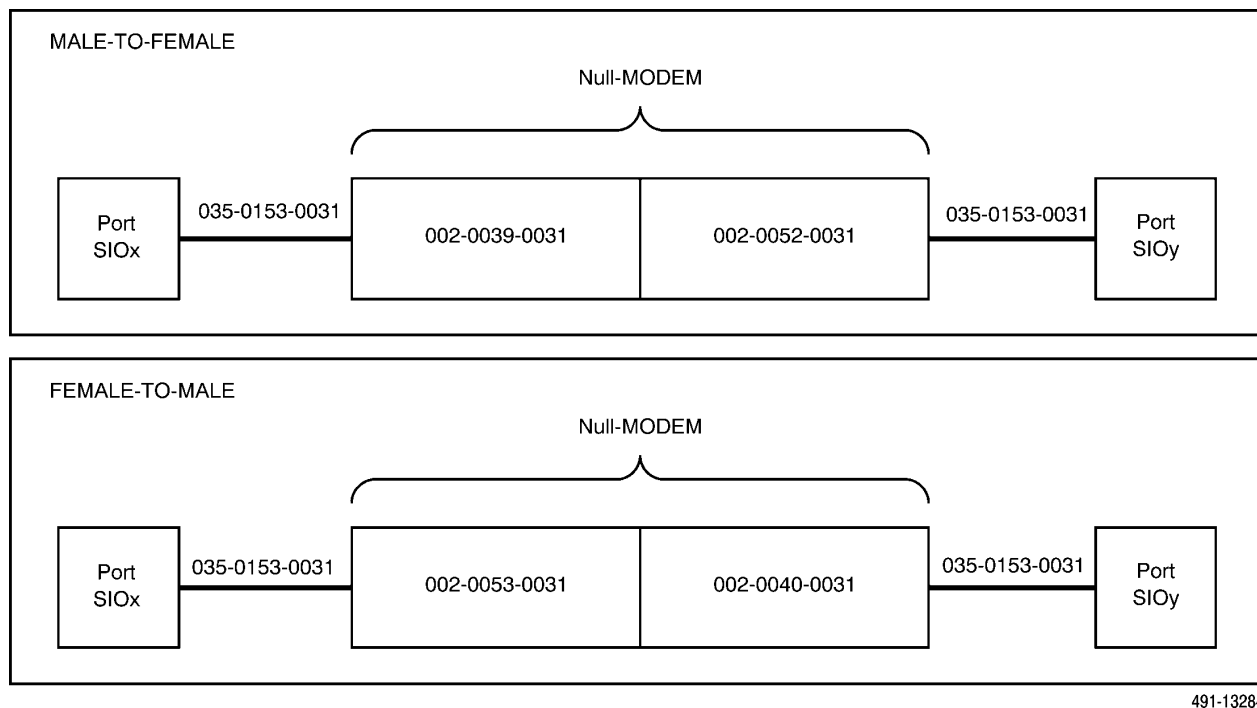 MALE-TO-FEMALE
Null-MODEM
Port
SIOx
035-0153-0031
002-0039-0031
002-0052-0031
035-0153-0031
Port
SIOy
FEMALE-TO-MALE
Null-MODEM
Port
SIOx
035-0153-0031
002-0053-0031
002-0040-0031
035-0153-0031
Port
SIOy
491-1328-